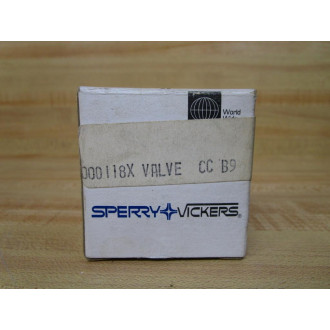 World
000118X VALVE CC B9
SPERRY VICKERS®